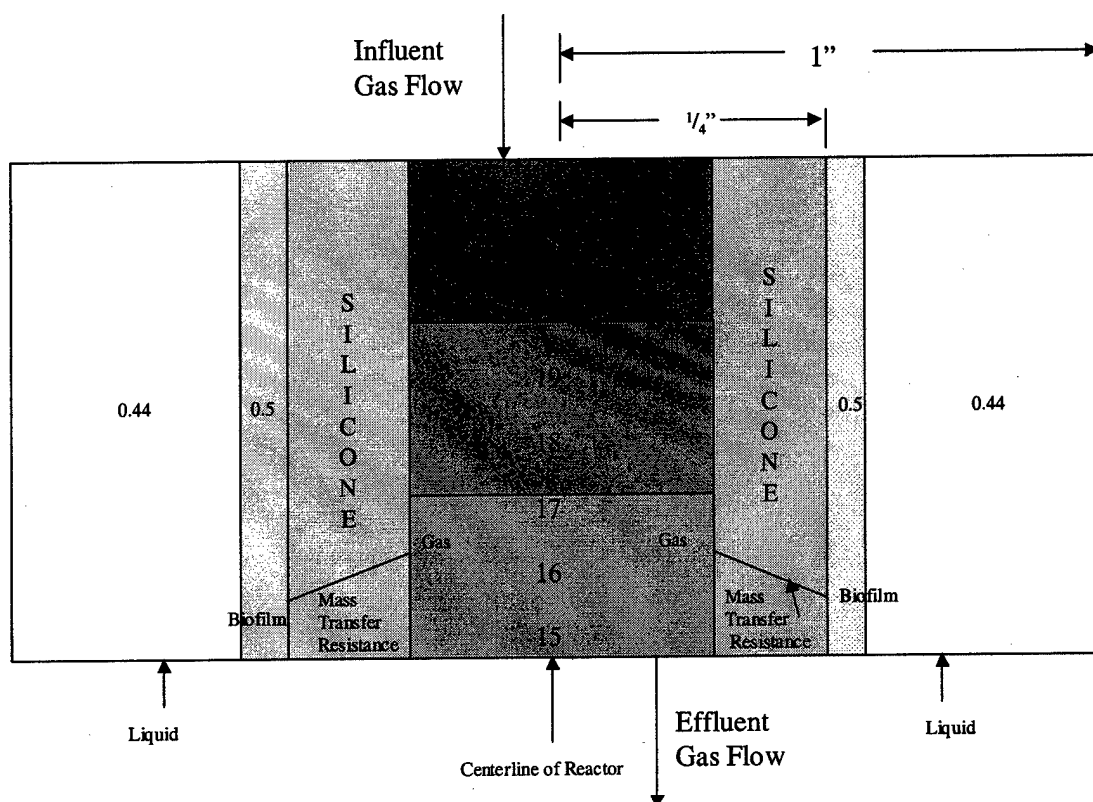 Influent
Gas Flow
1”
1/4”
S
I
L
I
C
O
N
E
S
I
L
I
C
O
N
E
0.44
0.5
19
18
17
16
15
0.5
0.44
Gas
Gas
Biofilm
Mass
Transfer
Resistance
Mass
Transfer
Resistance
Biofilm
Liquid
Centerline of Reactor
Effluent
Gas Flow
Liquid